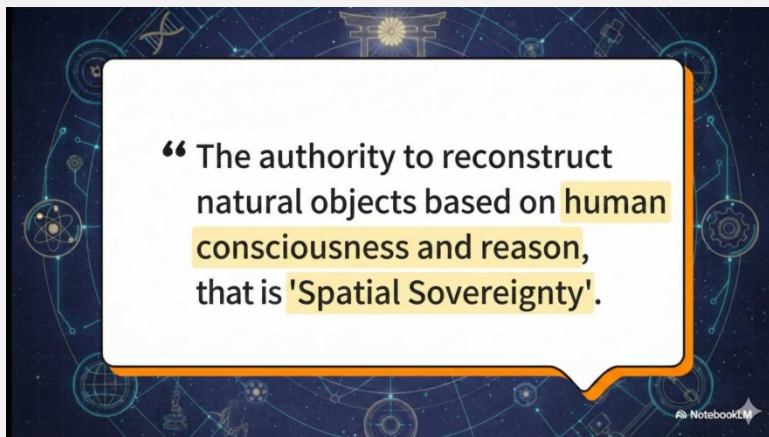 “ The authority to reconstruct
natural objects based on human
consciousness and reason,
that is 'Spatial Sovereignty'.
NotebookLM